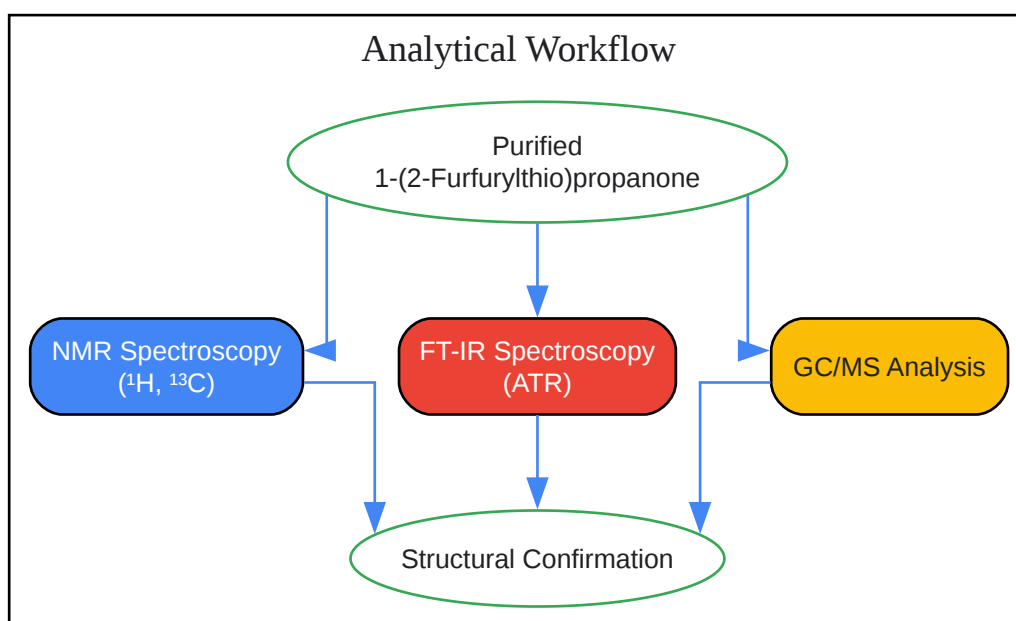 Analytical Workflow
Purified
1-(2-Furfurylthio)propanone
NMR Spectroscopy
(¹H, ¹³C)
FT-IR Spectroscopy
(ATR)
GC/MS Analysis
Structural Confirmation